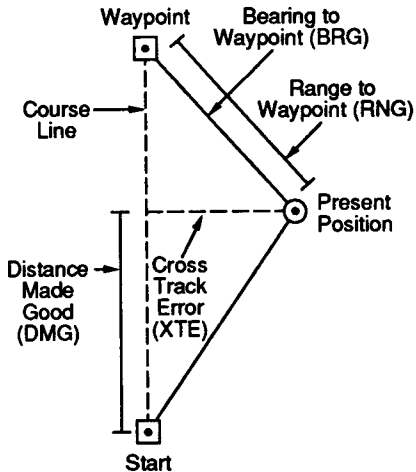 Waypoint
Bearing to
Waypoint (BRG)
Course
Line
Range to
Waypoint (RNG)
Present
Position
Distance
Made
Good
(DMG)
Cross
Track
Error
(XTE)
Start